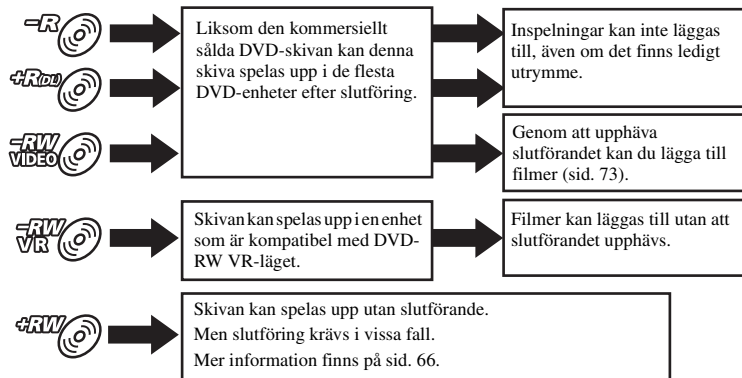 -R
Liksom den kommersiellt
sålda DVD-skivan kan denna
skiva spelas upp i de flesta
DVD-enheter efter slutföring.
Inspelningar kan inte läggas
till, även om det finns ledigt
utrymme.
+R(DL)
-RW
VIDEO
Genom att upphäva
slutförandet kan du lägga till
filmer (sid. 73).
-RW
VR
Skivan kan spelas upp i en enhet
som är kompatibel med DVD-
RW VR-läget.
Filmer kan läggas till utan att
slutförandet upphävs.
+RW
Skivan kan spelas upp utan slutförande.
Men slutföring krävs i vissa fall.
Mer information finns på sid. 66.